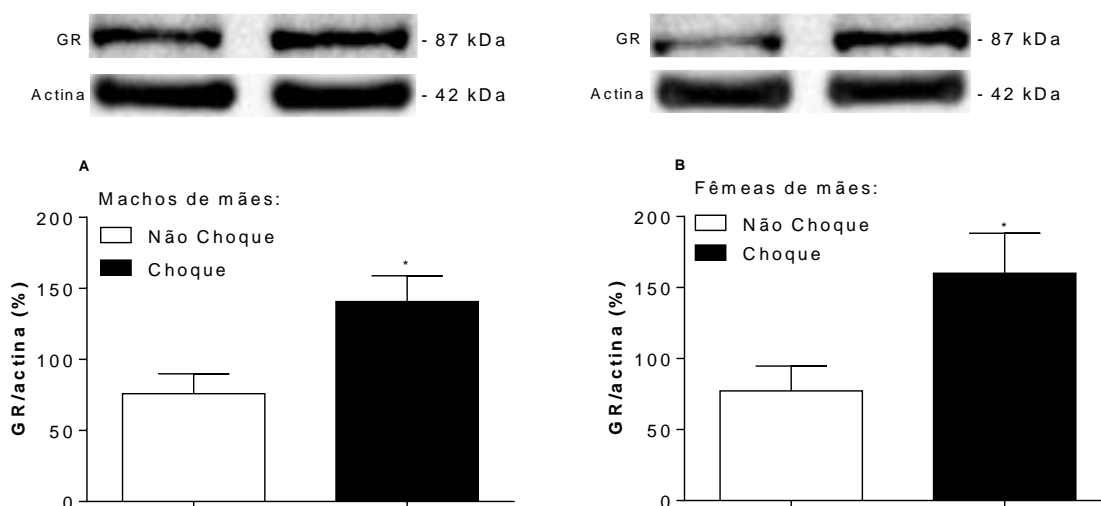 GR - 87 kDa
Actina - 42 kDa
A
Machos de mães:
Não Choque
Choque
*
200
150
100
50
0
GR/actina (%)
GR - 87 kDa
Actina - 42 kDa
B
Fêmeas de mães:
Não Choque
Choque
*
200
150
100
50
0
GR/actina (%)